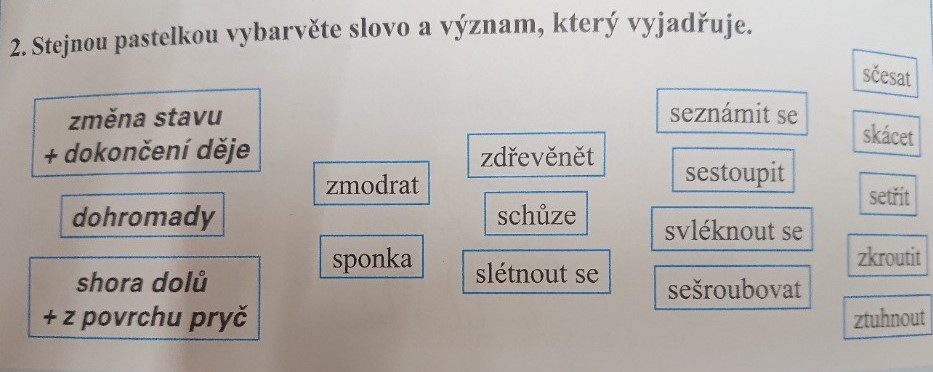 2. Stejnou pastelkou vybarvěte slovo a význam, který vyjadřuje.
změna stavu
+ dokončení děje
dohromady
shora dolů
+ z povrchu pryč
zmodrat
sponka
zdřevěnět
schůze
slétnout se
seznámit se
sestoupit
svléknout se
sešroubovat
sčesat
skácet
setřít
zkroutit
ztuhnout